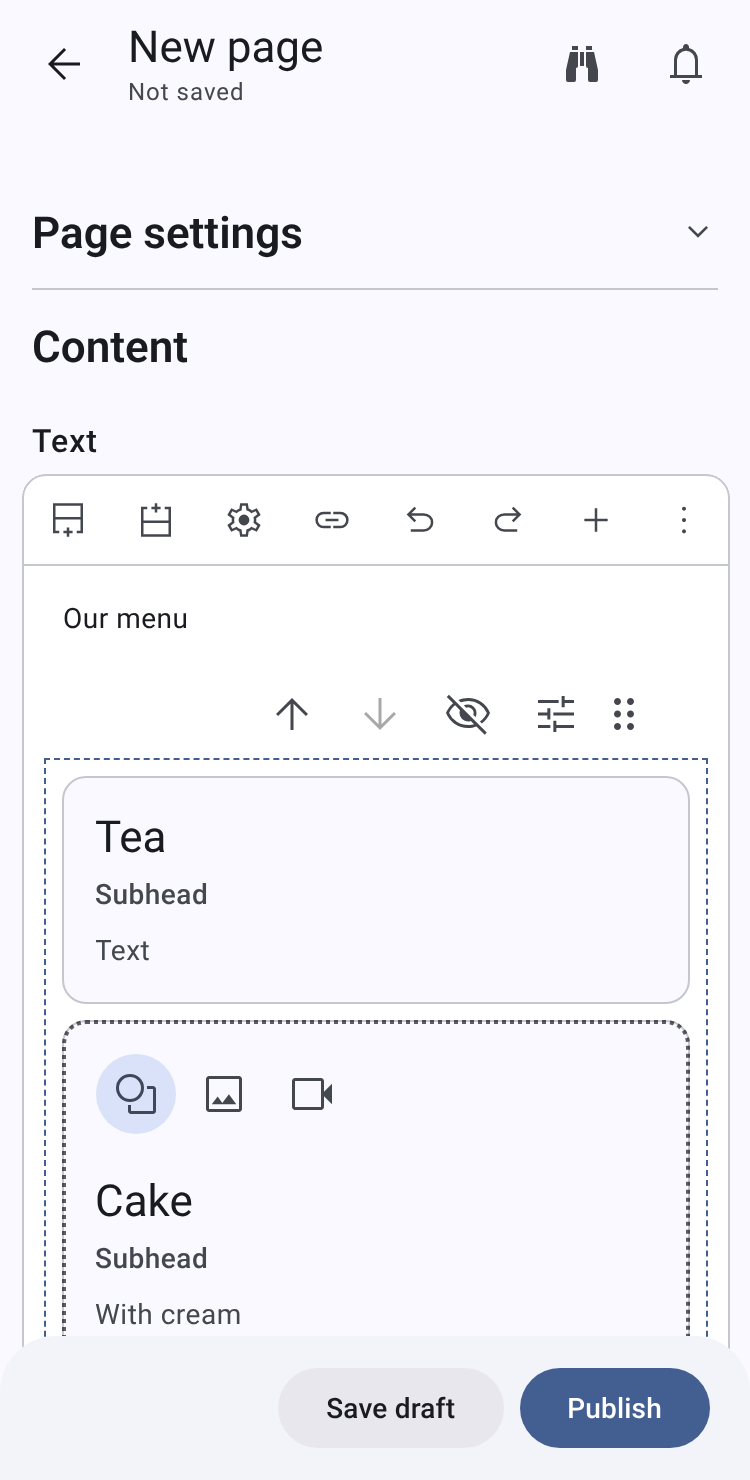 New page
Not saved
Page settings
Content
Text
Our menu
Tea
Subhead
Text
Cake
Subhead
With cream
Save draft
Publish